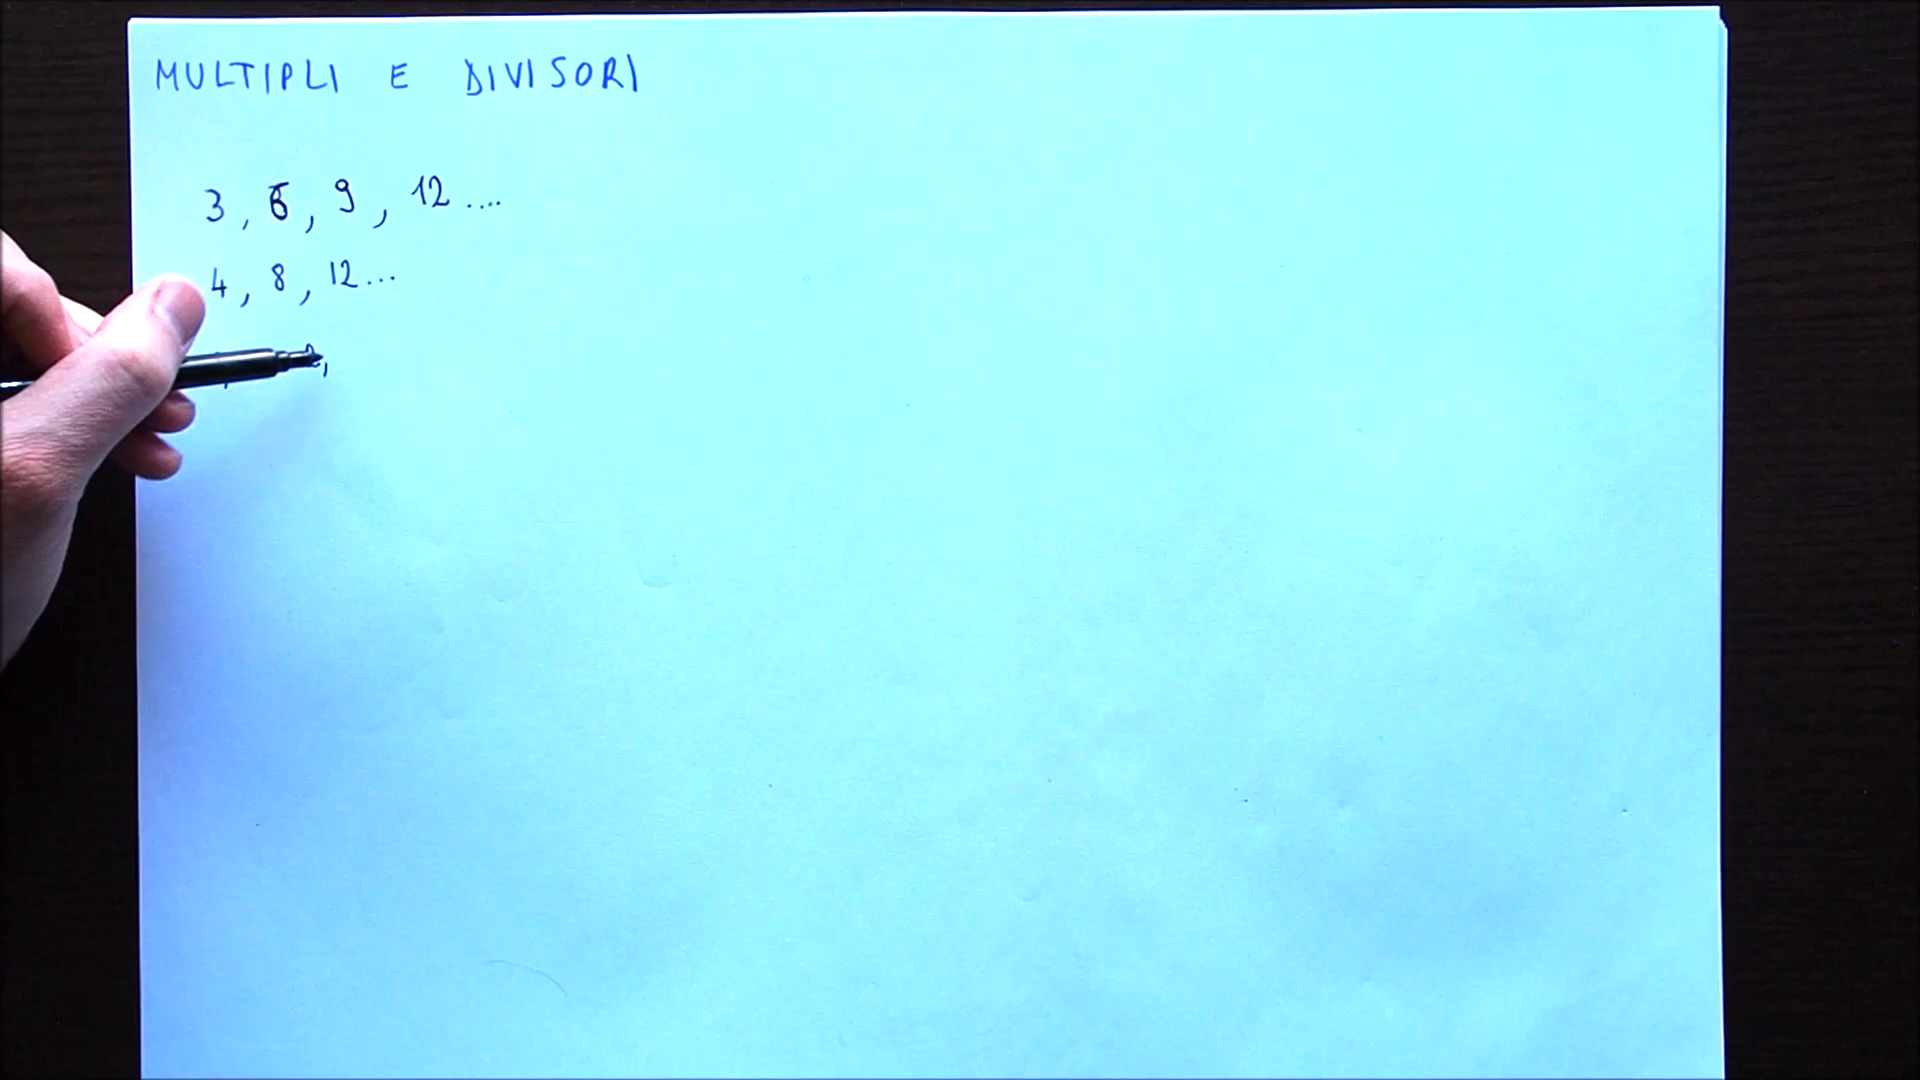 MULTIPLI E DIVISORI
3, 6, 9, 12....
4, 8, 12...